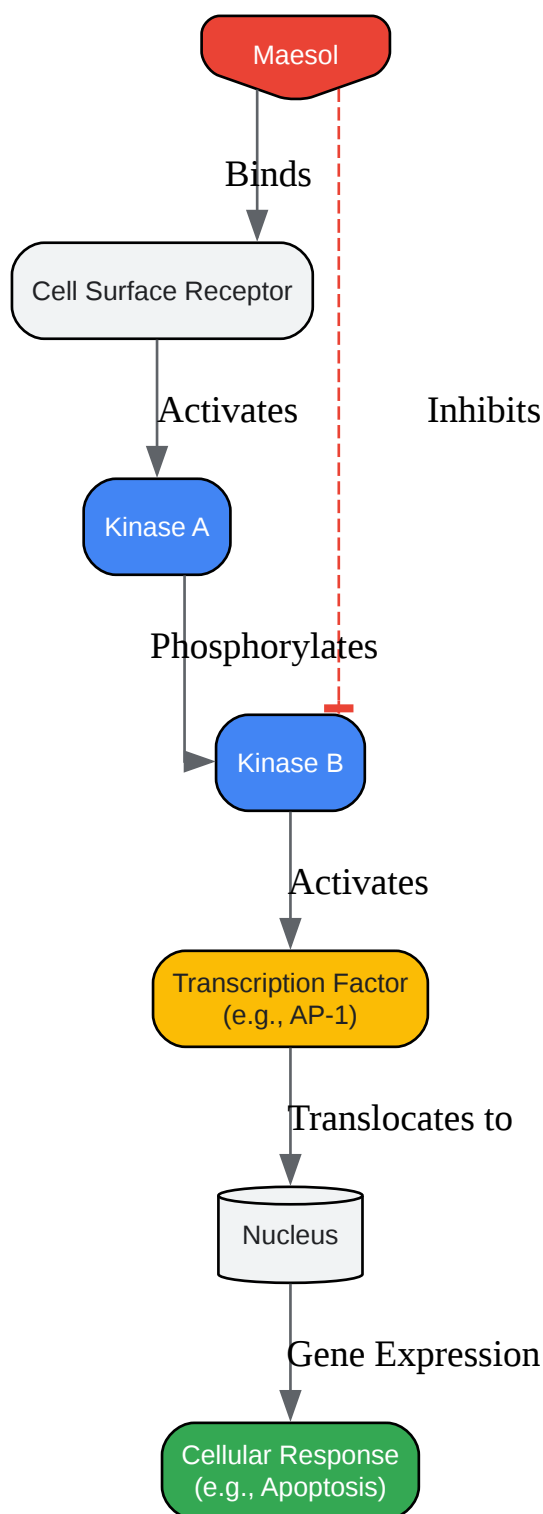 Maesol
Binds
Cell Surface Receptor
Activates
Inhibits
Kinase A
Phosphorylates
Kinase B
Activates
Transcription Factor
(e.g., AP-1)
Translocates to
Nucleus
Gene Expression
Cellular Response
(e.g., Apoptosis)